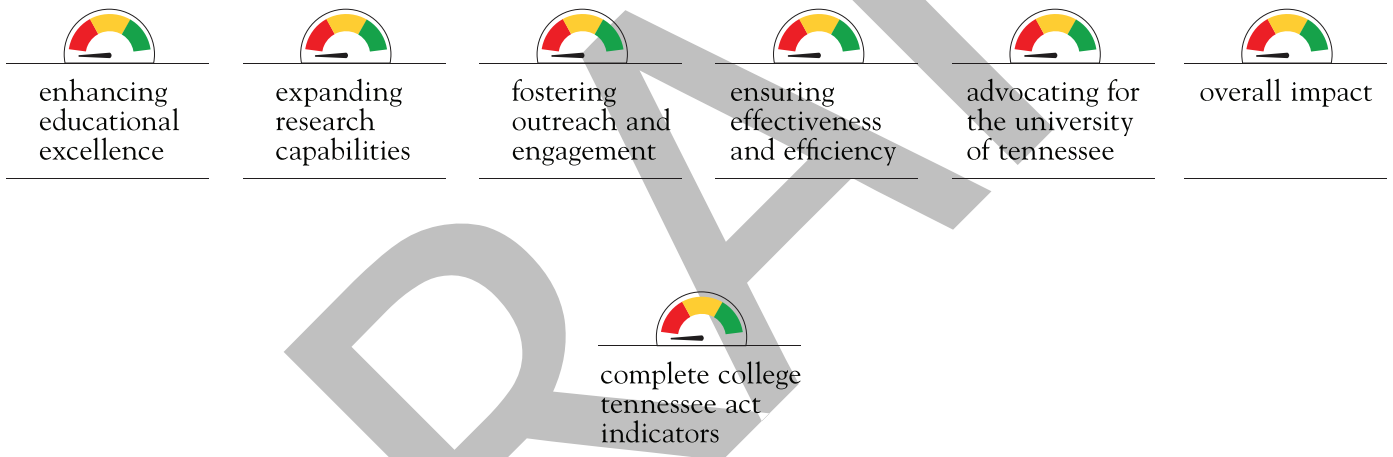 enhancing
educational
excellence
expanding
research
capabilities
fostering
outreach and
engagement
ensuring
effectiveness
and efficiency
advocating for
the university
of tennessee
overall impact
complete college
tennessee act
indicators